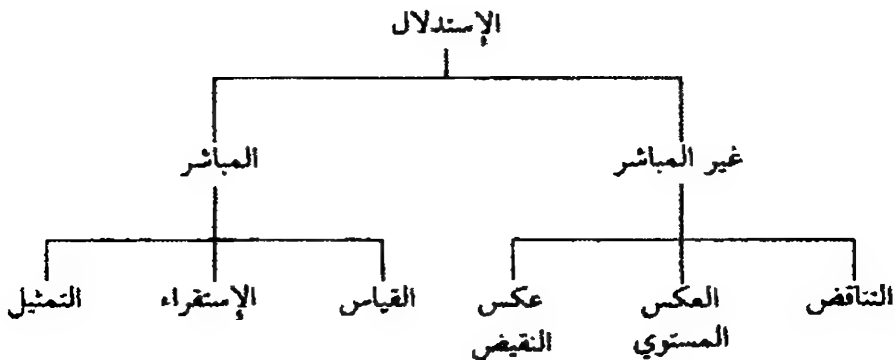 الإستدلال
غير المباشر
المباشر
التناقض
العكس المستوي
عكس النقيض
القياس
الإستقراء
التمثيل